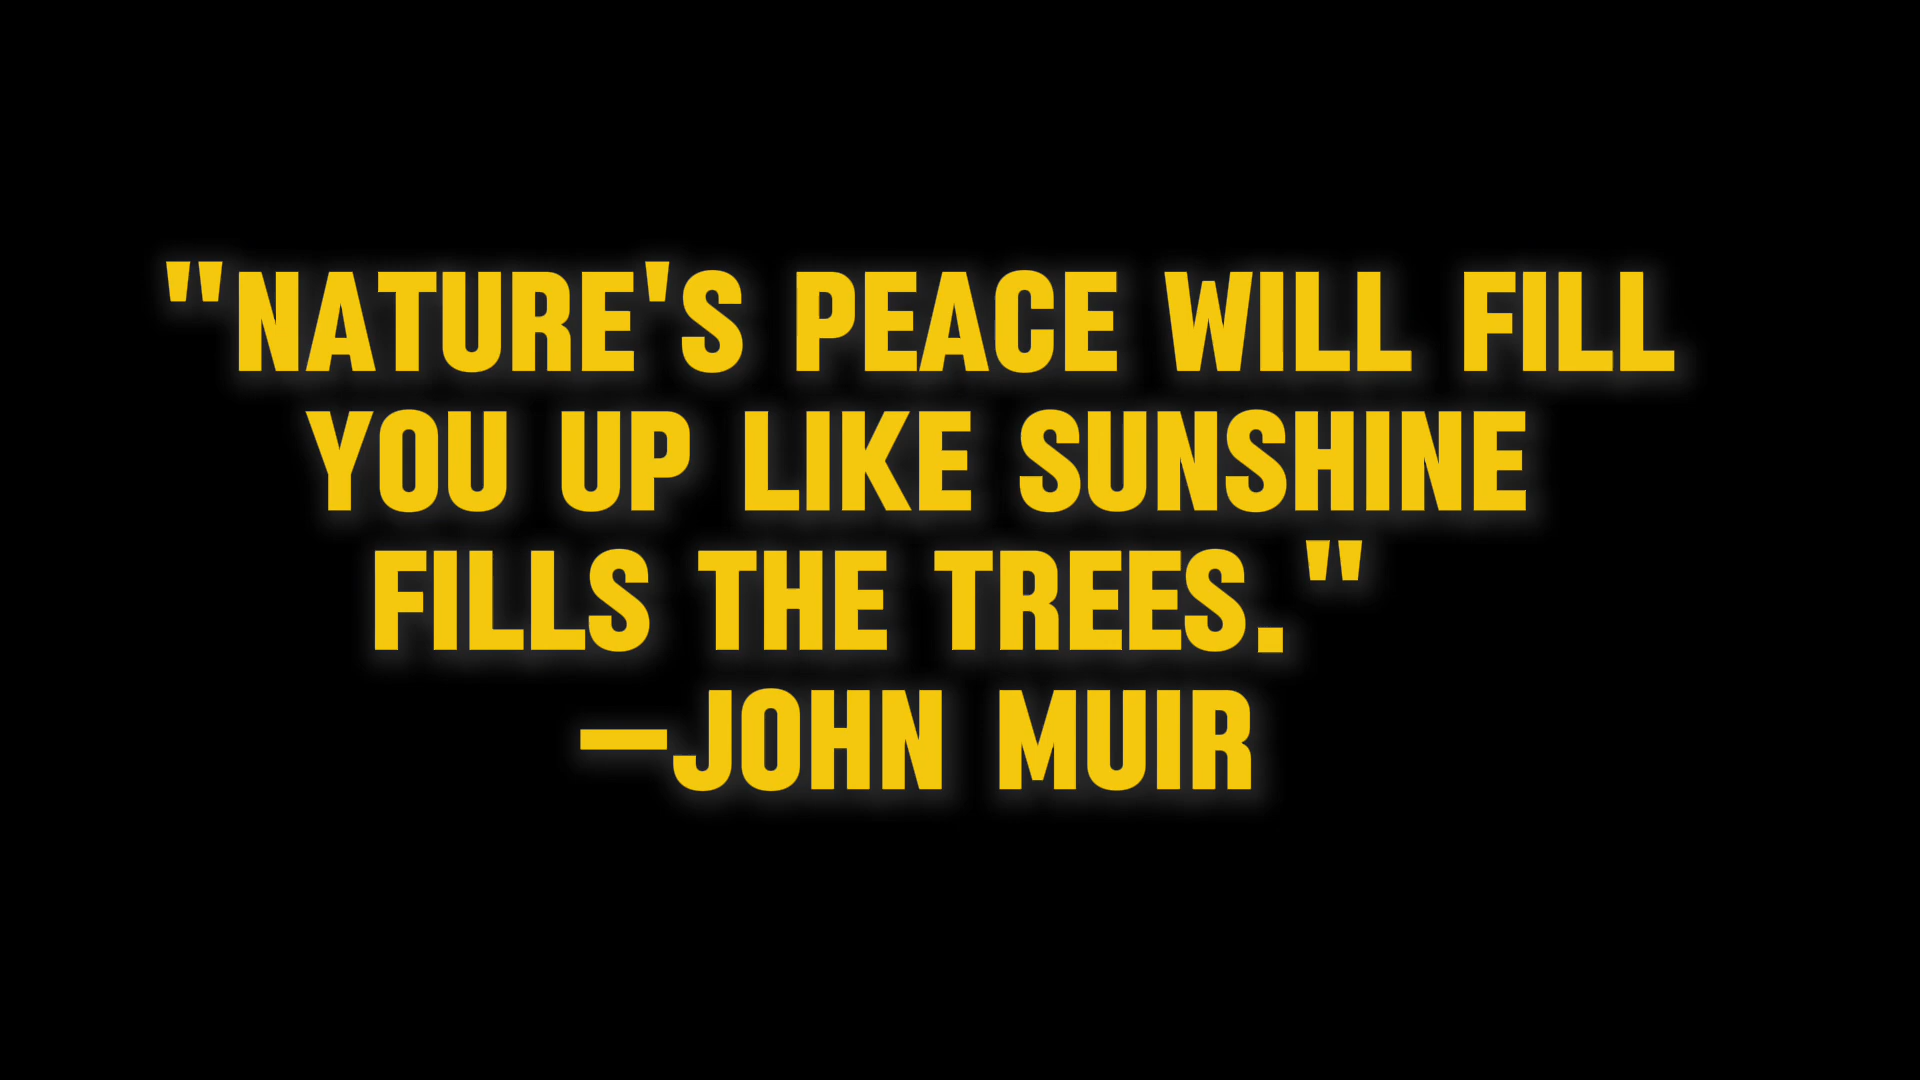 "NATURE'S PEACE WILL FILL
YOU UP LIKE SUNSHINE
FILLS THE TREES."
—JOHN MUIR